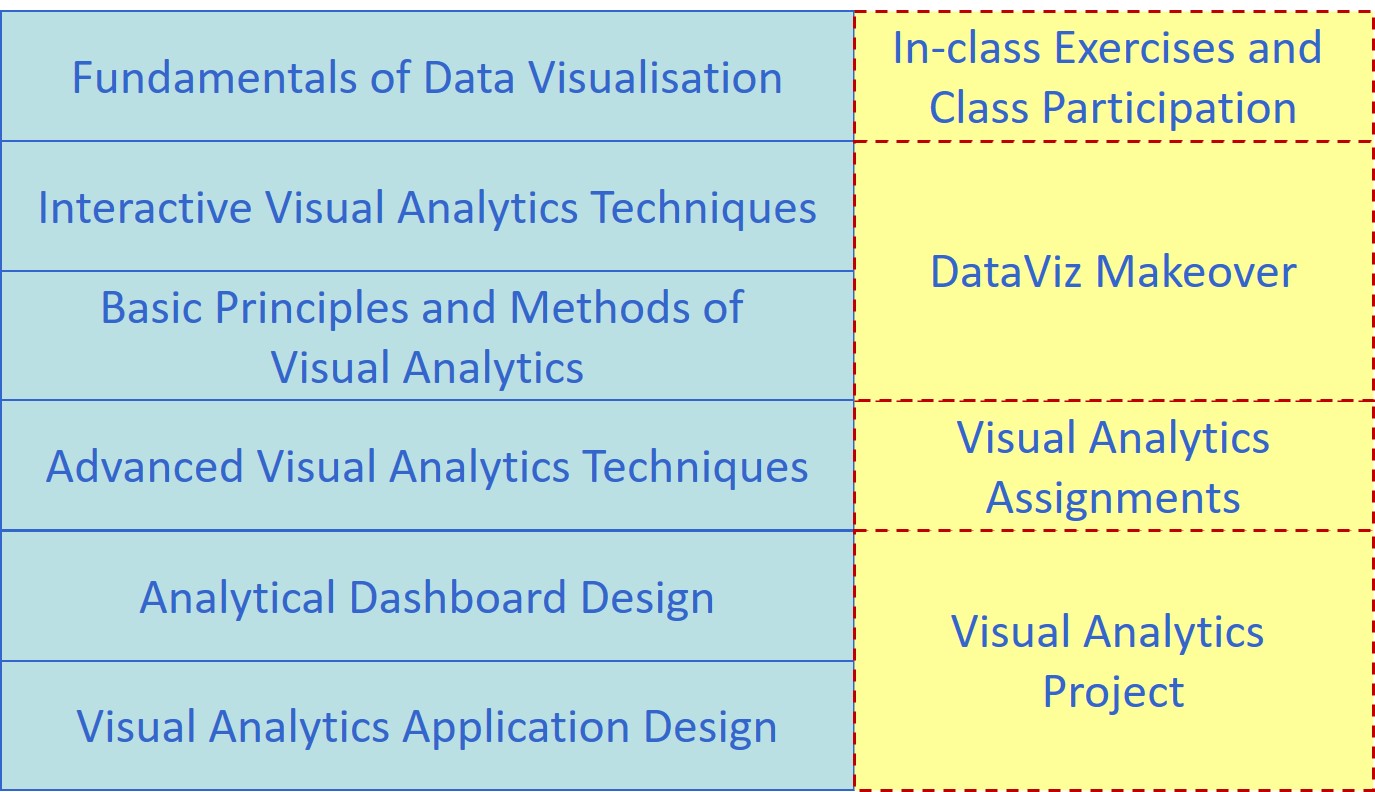 Fundamentals of Data Visualisation
In-class Exercises and
Class Participation
Interactive Visual Analytics Techniques
DataViz Makeover
Basic Principles and Methods of
Visual Analytics
Advanced Visual Analytics Techniques
Visual Analytics
Assignments
Analytical Dashboard Design
Visual Analytics
Project
Visual Analytics Application Design